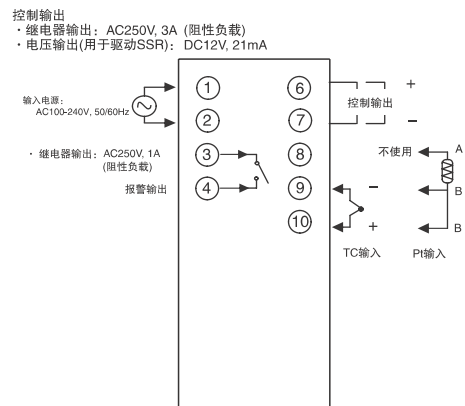 控制输出
·继电器输出：AC250V, 3A (阻性负载)
·电压输出(用于驱动SSR)：DC12V, 21mA
输入电源：
AC100-240V, 50/60Hz
1
2
·继电器输出：AC250V, 1A
(阻性负载)
3
4
报警输出
6
7
8
9
10
控制输出
+
−
不使用
A
B
B
−
+
TC输入
Pt输入